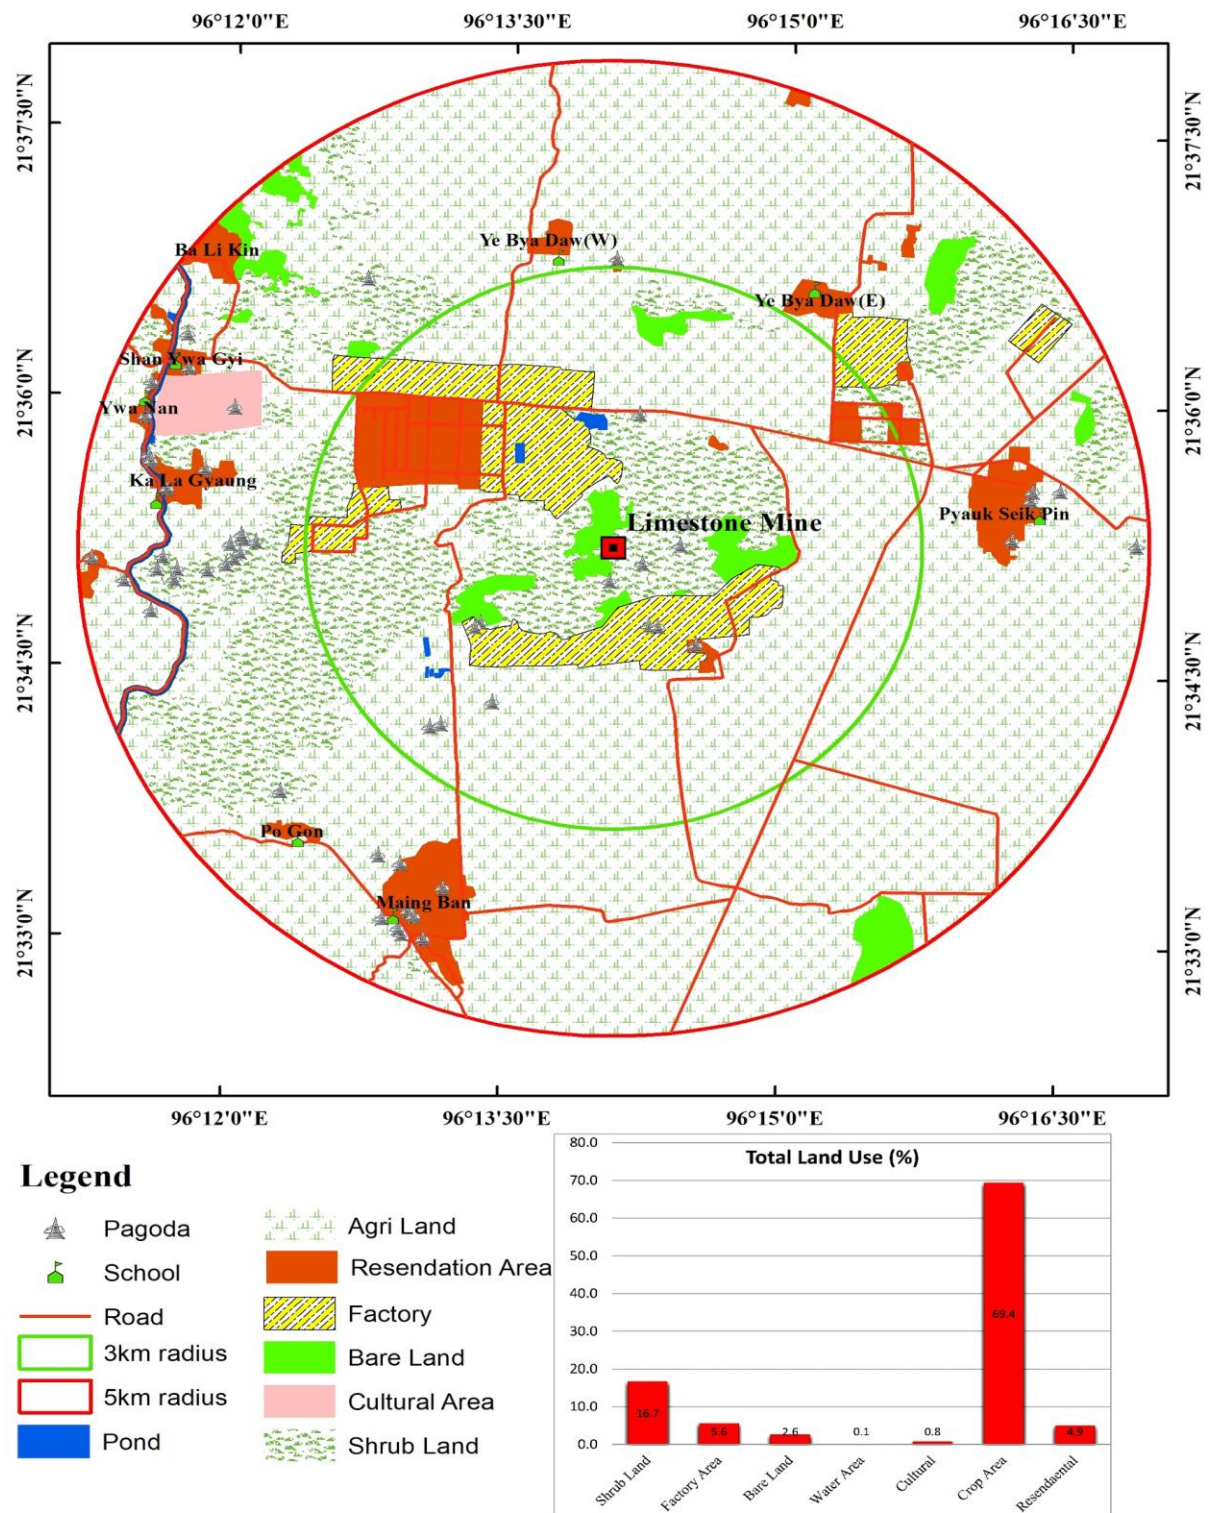 96°12'0"E 96°13'30"E 96°15'0"E 96°16'30"E
21°37'30"N
21°37'30"N
Ba Li Kin
Ye Bya Daw(W)
Ye Bya Daw(E)
Shan Ywa Gyi
21°36'0"N
21°36'0"N
Ywa Nan
Ka La Gyaung
Limestone Mine
Pyauk Seik Pin
21°34'30"N
21°34'30"N
Po Gon
Maing Ban
21°33'0"N
21°33'0"N
96°12'0"E 96°13'30"E 96°15'0"E 96°16'30"E
Legend
Pagoda
School
Road
3km radius
5km radius
Pond
Agri Land
Resendation Area
Factory
Bare Land
Cultural Area
Shrub Land
Total Land Use (%)
80.0
70.0
60.0
50.0
40.0
30.0
20.0
10.0
0.0
16.7 5.6 2.6 0.1 0.8 69.4 4.9
Shrub Land
Factory Area
Bare Land
Water Area
Cultural
Crop Area
Resendaental